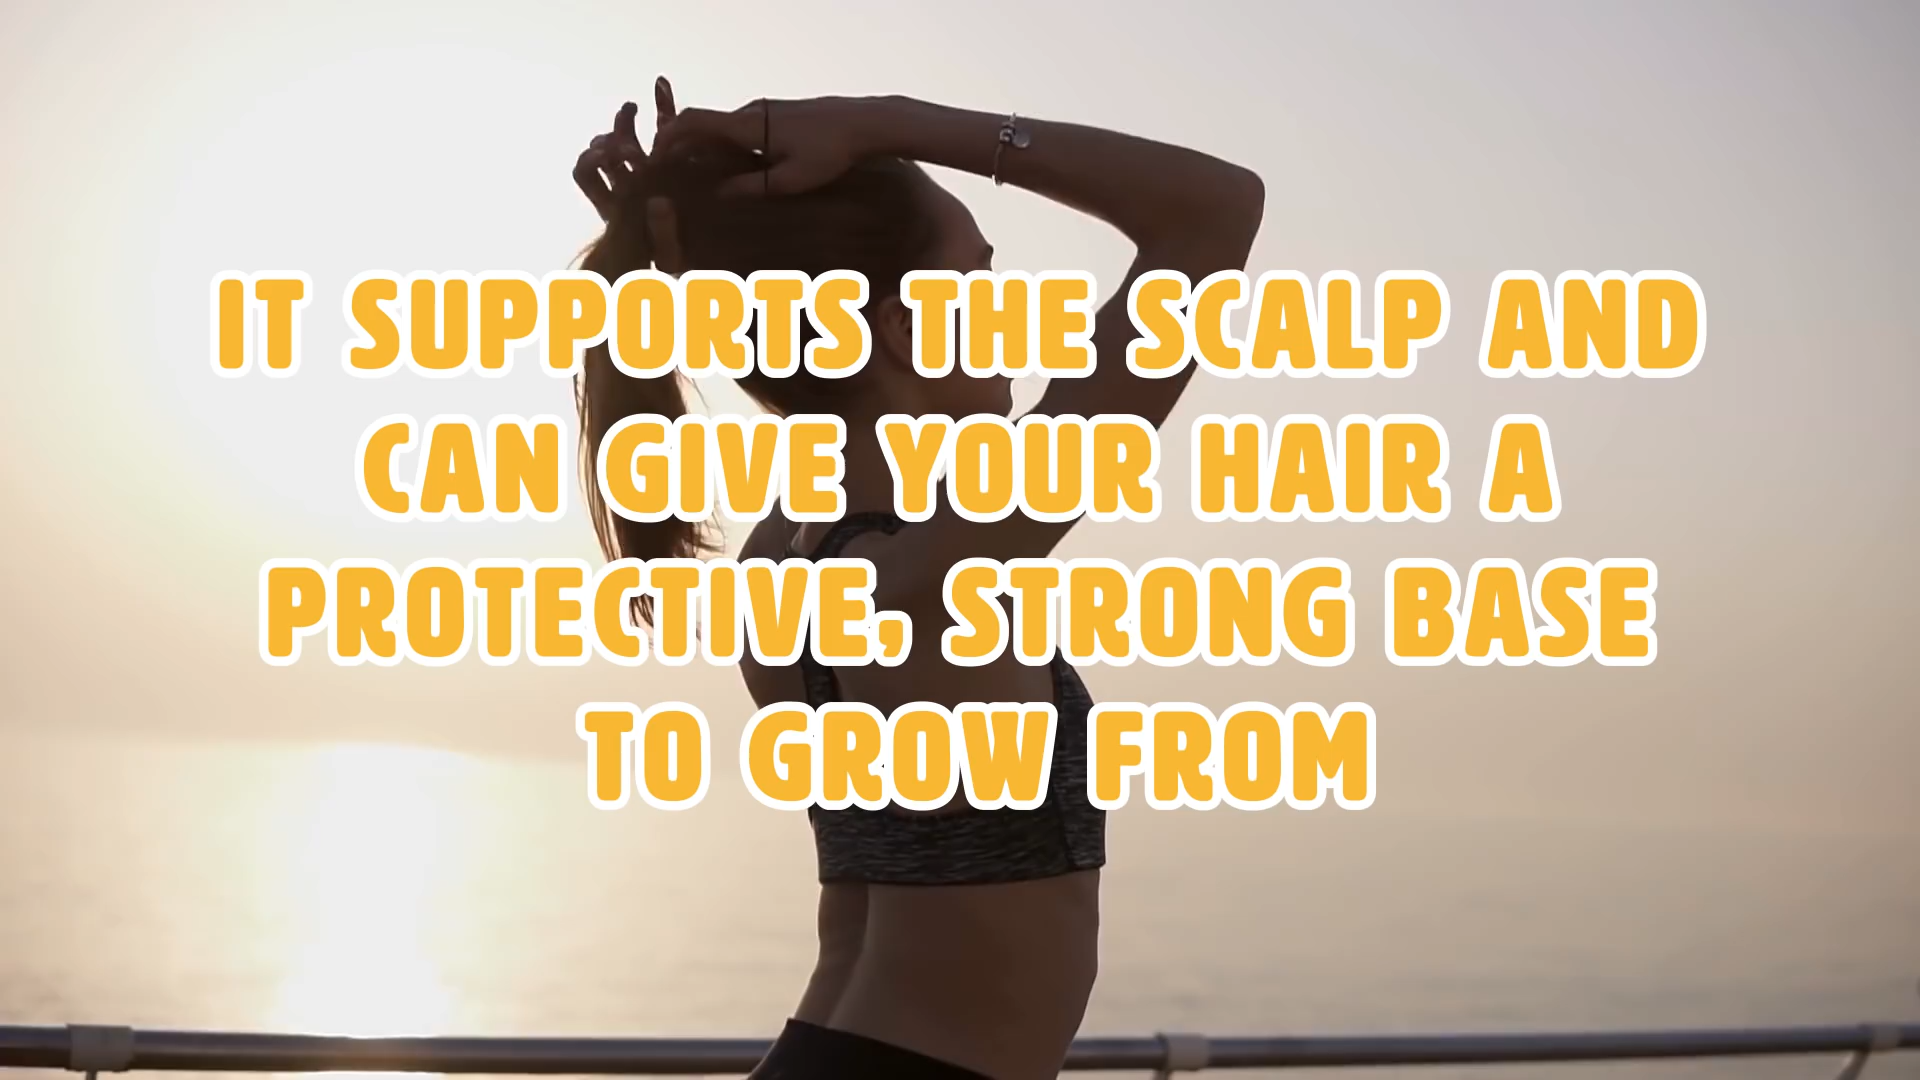 IT SUPPORTS THE SCALP AND
CAN GIVE YOUR HAIR A
PROTECTIVE, STRONG BASE
TO GROW FROM